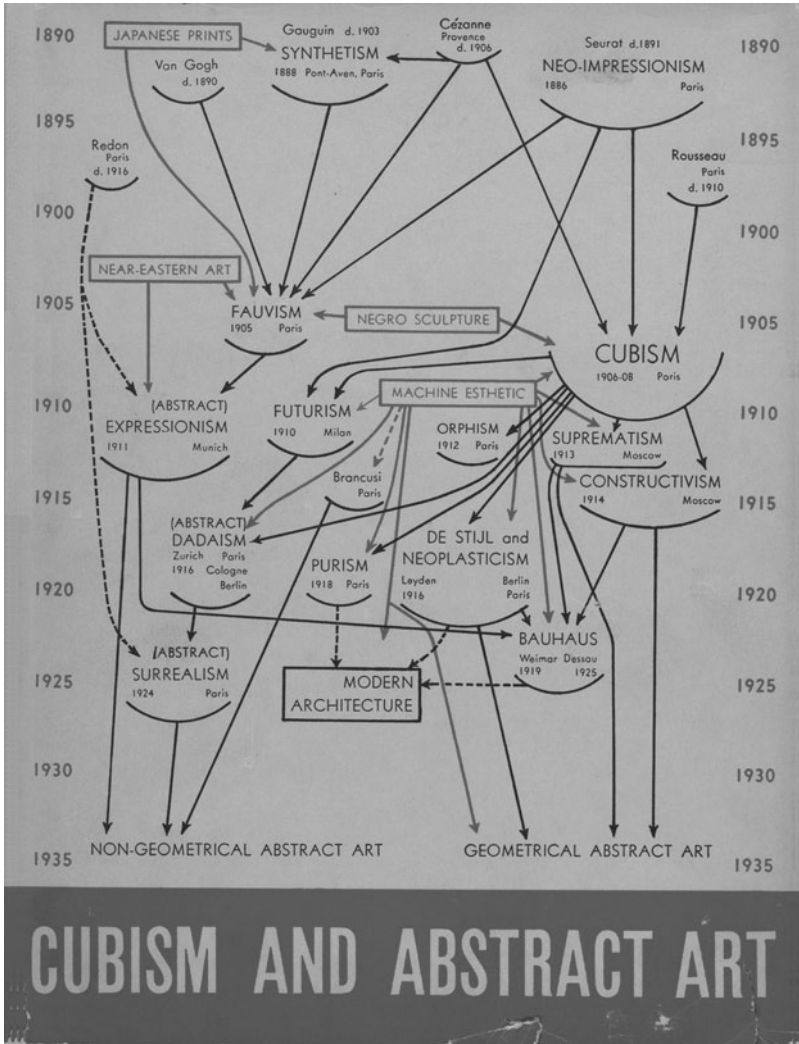 1890
JAPANESE PRINTS
Gauguin d. 1903
SYNTHETISM
1888 Pont-Aven, Paris
Cézanne
Provence
d. 1906
Seurat d.1891
NEO-IMPRESSIONISM
1886 Paris
1890
Van Gogh
d. 1890
1895
1895
Redon
Paris
d. 1916
Rousseau
Paris
d. 1910
1900
1900
NEAR-EASTERN ART
1905
FAUVISM
1905 Paris
NEGRO SCULPTURE
1905
CUBISM
1906-08 Paris
MACHINE ESTHETIC
1910
(ABSTRACT)
EXPRESSIONISM
1911 Munich
FUTURISM
1910 Milan
ORPHISM
1912 Paris
SUPREMATISM
1913 Moscow
1910
Brancusi
Paris
CONSTRUCTIVISM
1914 Moscow
1915
1915
(ABSTRACT)
DADAISM
Zurich Paris
1916 Cologne
Berlin
PURISM
1918 Paris
DE STIJL and
NEOPLASTICISM
Leyden Berlin
1916 Paris
1920
1920
BAUHAUS
Weimar Dessau
1919 1925
(ABSTRACT)
SURREALISM
1924 Paris
MODERN
ARCHITECTURE
1925
1925
1930
1930
NON-GEOMETRICAL ABSTRACT ART
GEOMETRICAL ABSTRACT ART
1935
1935
CUBISM AND ABSTRACT ART